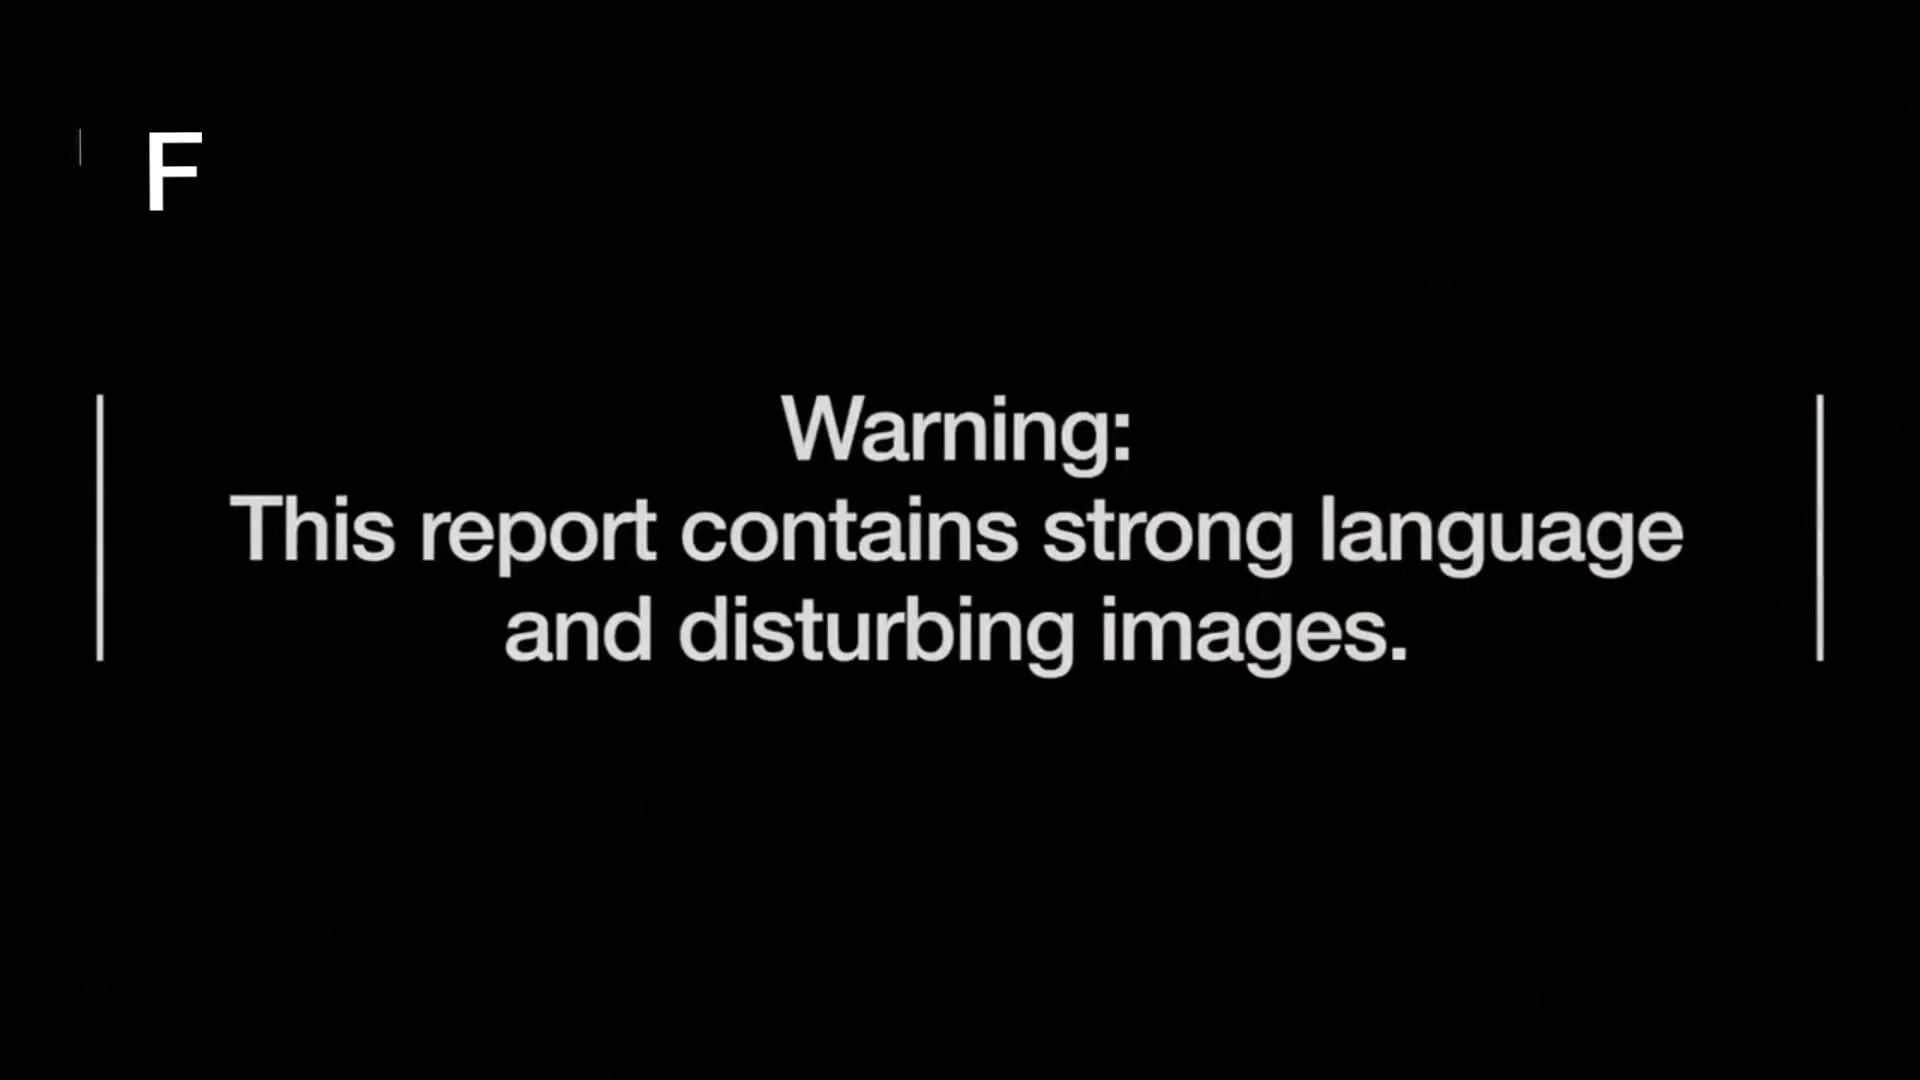 F
Warning:
This report contains strong language
and disturbing images.